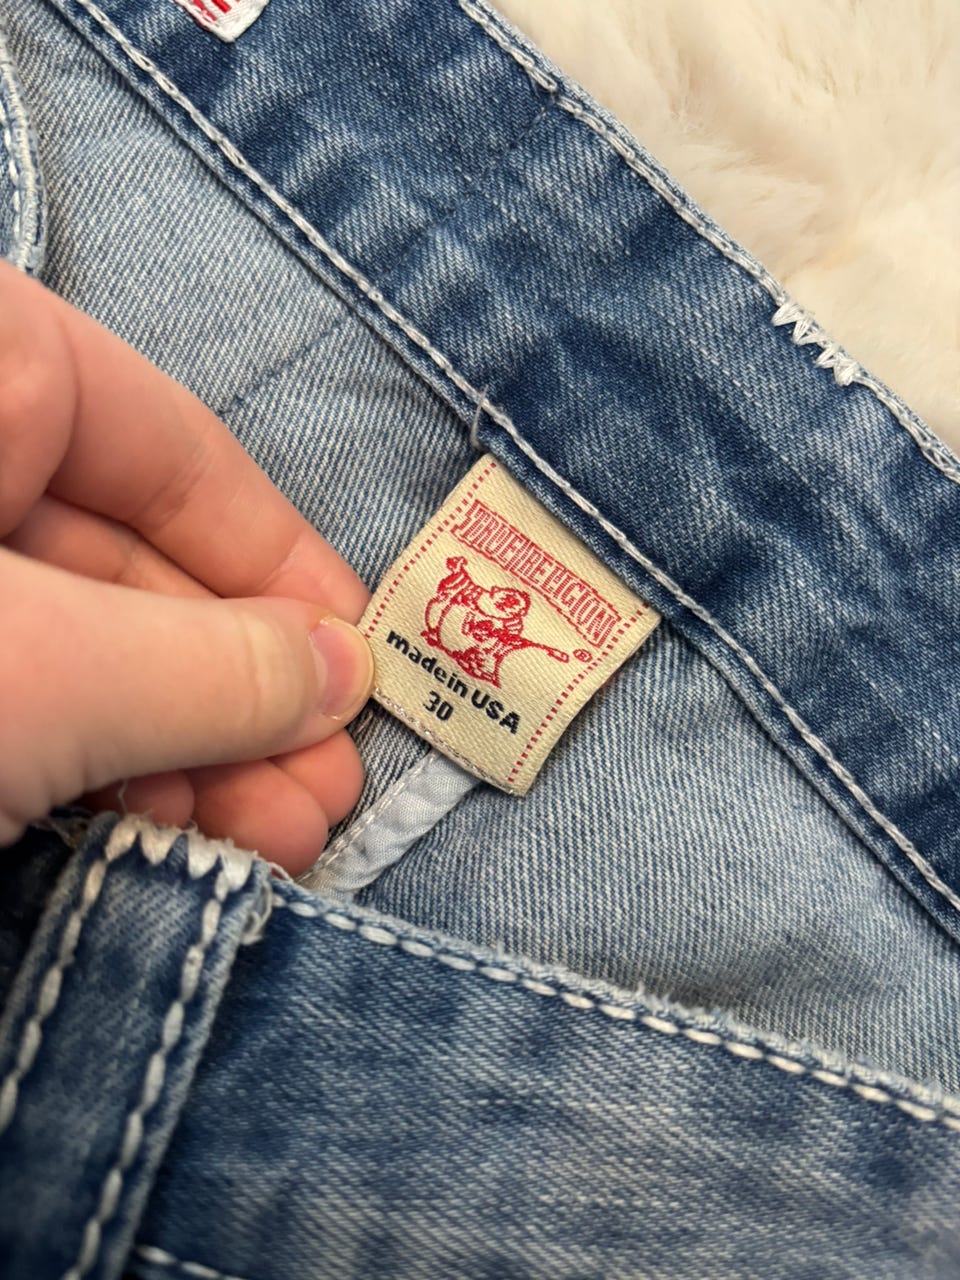 TRUE RELIGION
®
made in USA
30